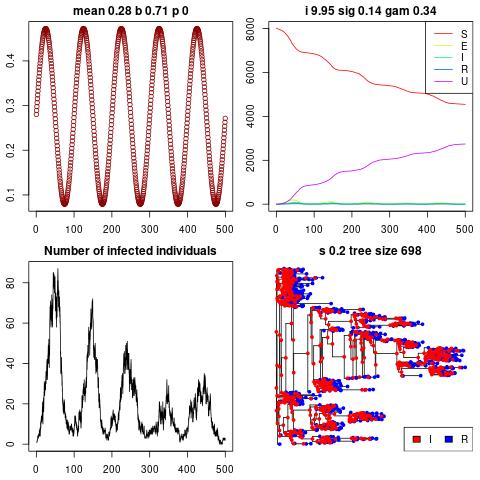 mean 0.28 b 0.71 p 0
0.4
0.3
0.2
0.1
0 100 200 300 400 500
i 9.95 sig 0.14 gam 0.34
8000
6000
4000
2000
0
S
E
I
R
U
0 100 200 300 400 500
Number of infected individuals
80
60
40
20
0
0 100 200 300 400 500
s 0.2 tree size 698
I R